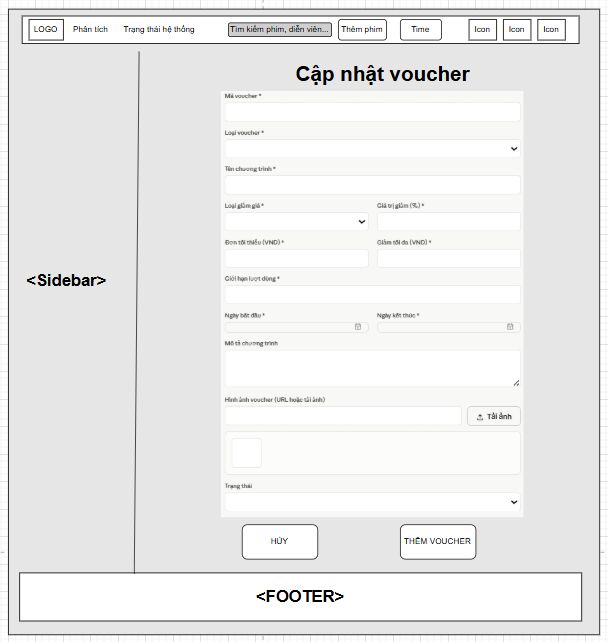 LOGO Phân tích Trạng thái hệ thống Tìm kiếm phim, diễn viên... Thêm phim Time Icon Icon Icon
Cập nhật voucher
Mã voucher *
Loại voucher *
Tên chương trình *
Loại giảm giá * Giá trị giảm (%) *
Đơn tối thiểu (VND) * Giảm tối đa (VND) *
<Sidebar>
Giới hạn lượt dùng *
Ngày bắt đầu * Ngày kết thúc *
Mô tả chương trình
Hình ảnh voucher (URL hoặc tải ảnh)
Tải ảnh
Trạng thái
HỦY THÊM VOUCHER
<FOOTER>